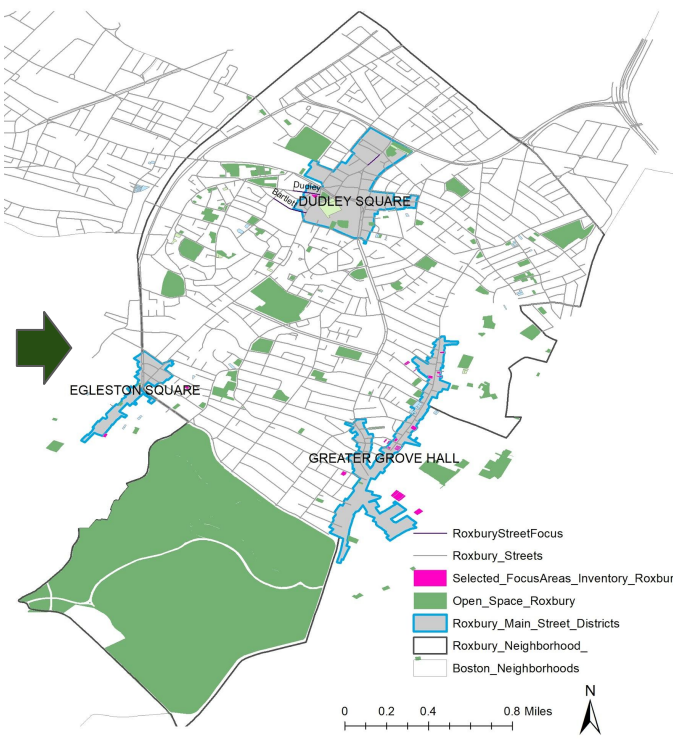 Dudley
Bartlett
DUDLEY SQUARE
EGLESTON SQUARE
GREATER GROVE HALL
RoxburyStreetFocus
Roxbury_Streets
Selected_FocusAreas_Inventory_Roxbur
Open_Space_Roxbury
Roxbury_Main_Street_Districts
Roxbury_Neighborhood_
Boston_Neighborhoods
N
0 0.2 0.4 0.8 Miles